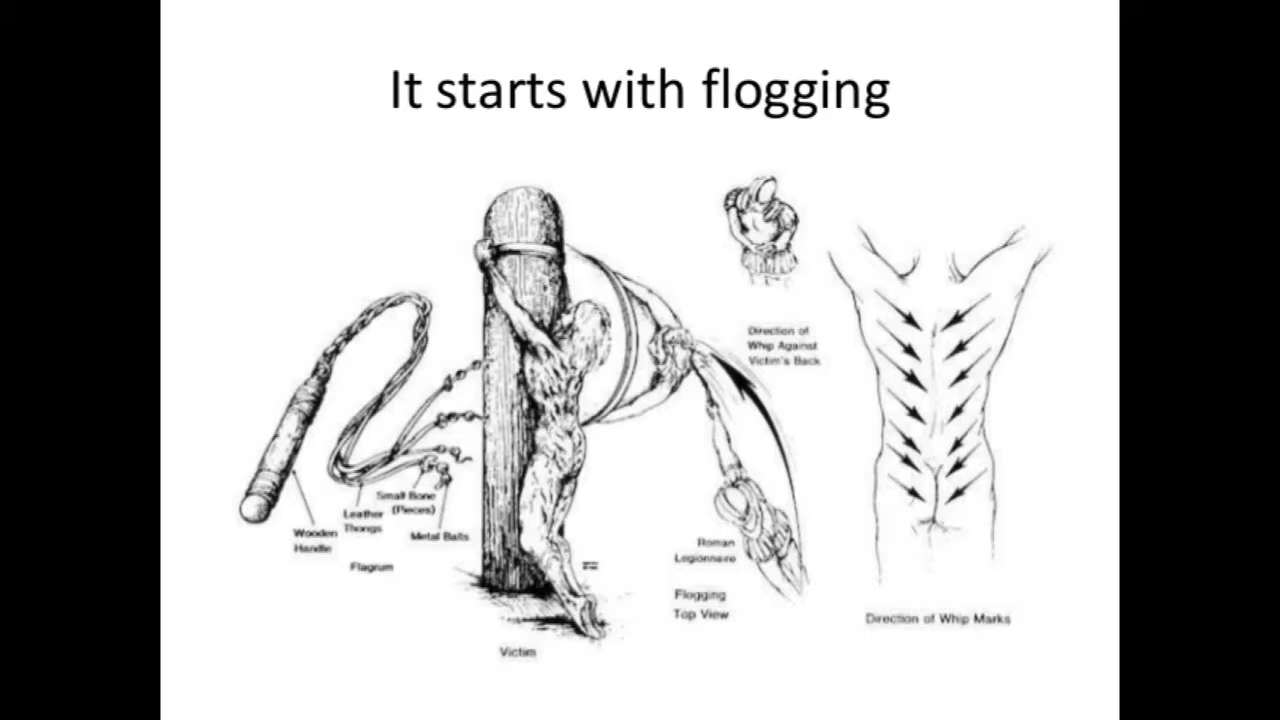 It starts with flogging
Direction of
Whip Against
Victim's Back
Small Bone
(Pieces)
Leather
Thongs
Wooden
Handle
Metal Balls
Flagrum
Roman
Legionnaire
Flogging
Top View
Direction of Whip Marks
Victim